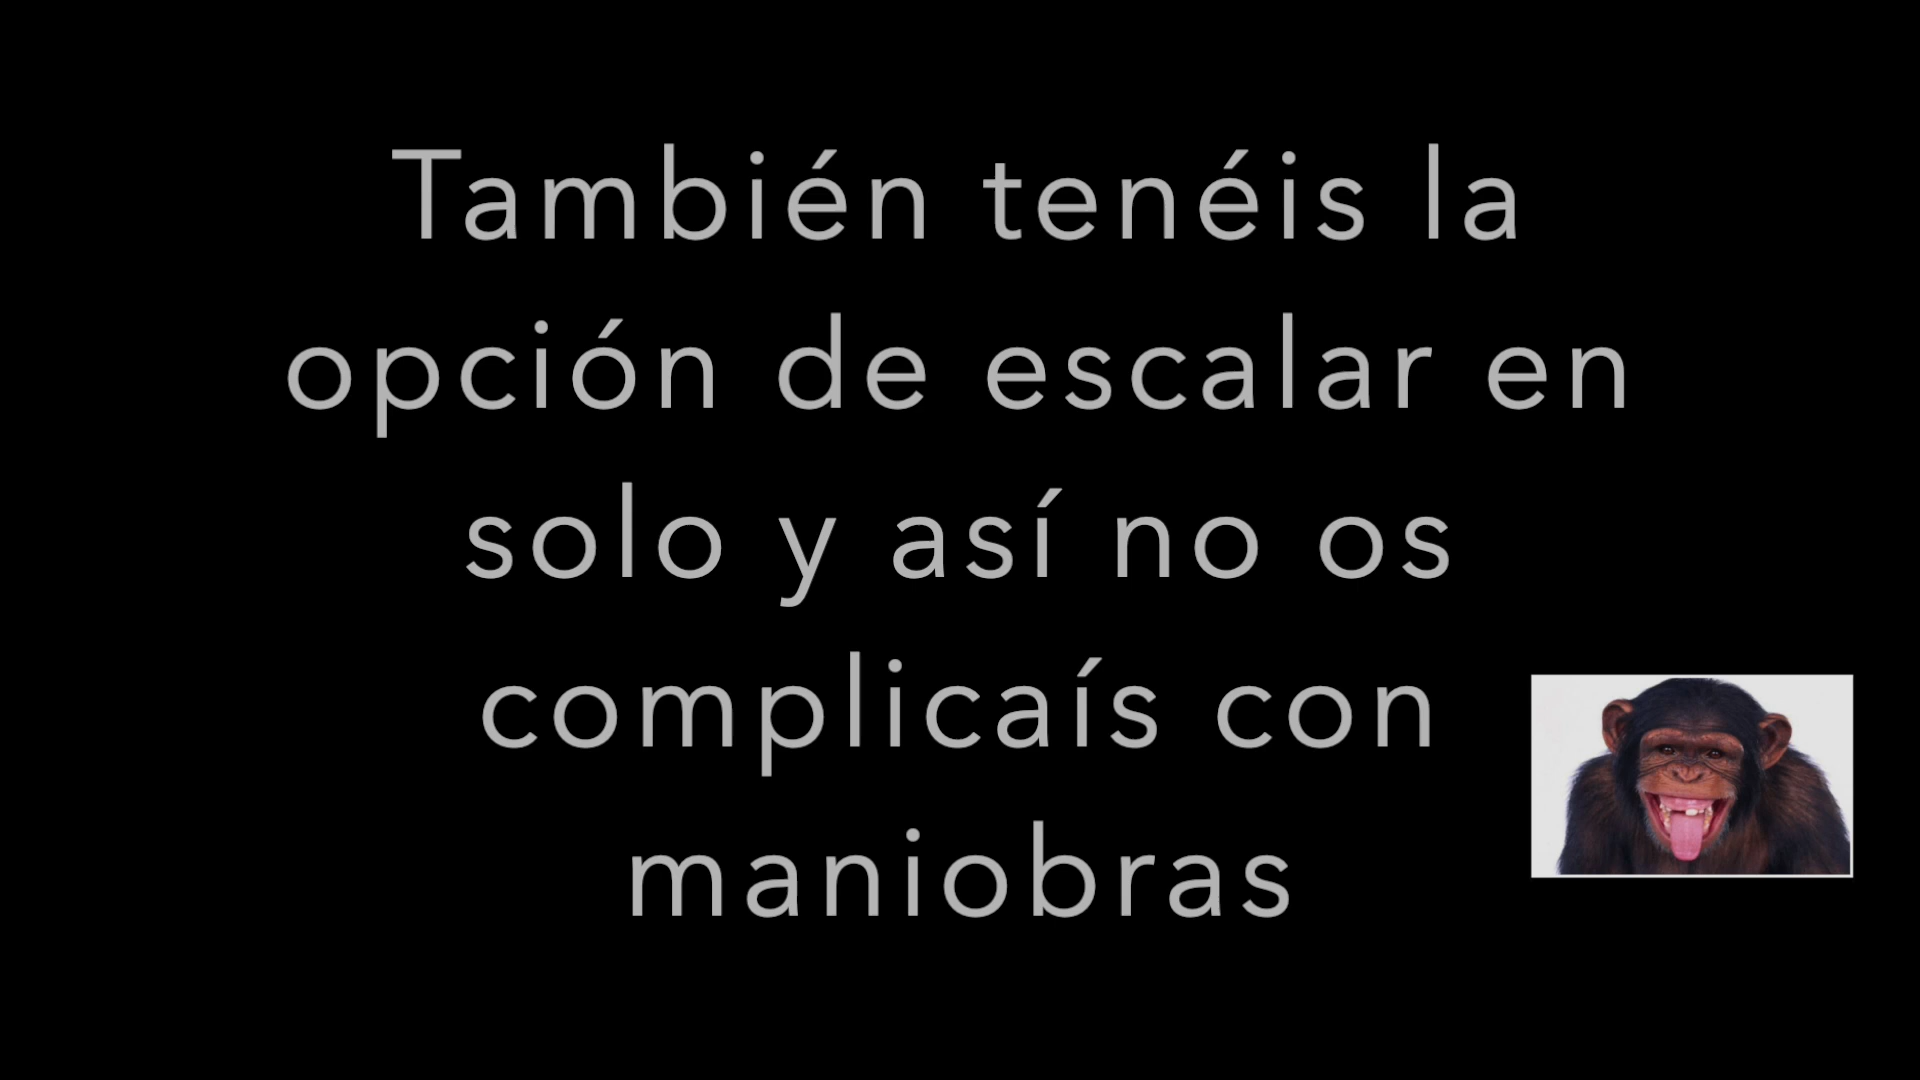 También tenéis la
opción de escalar en
solo y así no os
complicaís con
maniobras